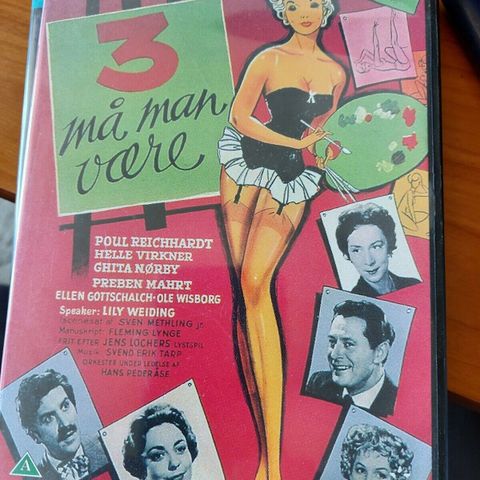 3
må man
være
POUL REICHHARDT
HELLE VIRKNER
GHITA NØRBY
PREBEN MAHRT
ELLEN GOTTSCHALCH · OLE WISBORG
Speaker: LILY WEIDING
Iscenesat af SVEN METHLING jr.
Manuskript: FLEMING LYNGE
FRIT EFTER JENS LOCHERS LYSTSPIL
Musik: SVEND ERIK TARP
ORKESTER UNDER LEDELSE AF
HANS PEDER ÅSE
A